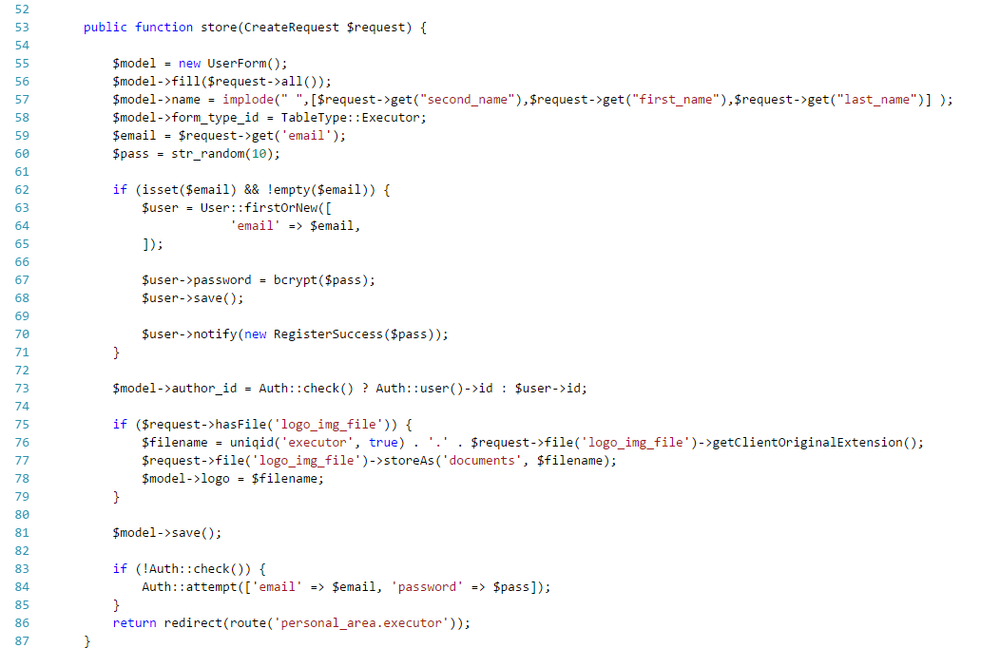 52
53 public function store(CreateRequest $request) {
54
55 $model = new UserForm();
56 $model->fill($request->all());
57 $model->name = implode(" ",[$request->get("second_name"),$request->get("first_name"),$request->get("last_name")] );
58 $model->form_type_id = TableType::Executor;
59 $email = $request->get('email');
60 $pass = str_random(10);
61
62 if (isset($email) && !empty($email)) {
63 $user = User::firstOrNew([
64 'email' => $email,
65 ]);
66
67 $user->password = bcrypt($pass);
68 $user->save();
69
70 $user->notify(new RegisterSuccess($pass));
71 }
72
73 $model->author_id = Auth::check() ? Auth::user()->id : $user->id;
74
75 if ($request->hasFile('logo_img_file')) {
76 $filename = uniqid('executor', true) . '.' . $request->file('logo_img_file')->getClientOriginalExtension();
77 $request->file('logo_img_file')->storeAs('documents', $filename);
78 $model->logo = $filename;
79 }
80
81 $model->save();
82
83 if (!Auth::check()) {
84 Auth::attempt(['email' => $email, 'password' => $pass]);
85 }
86 return redirect(route('personal_area.executor'));
87 }